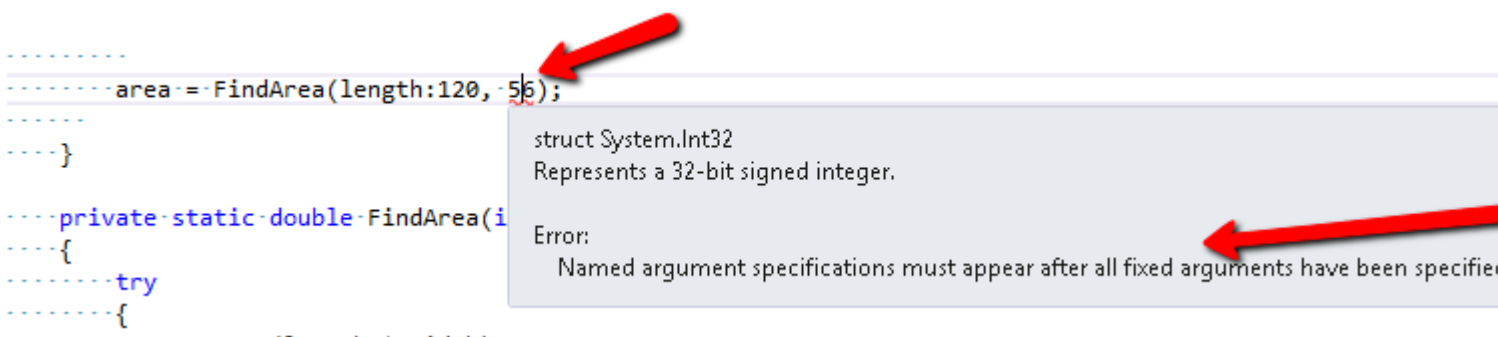 area = FindArea(length:120, 56);
struct System.Int32
Represents a 32-bit signed integer.
}
private static double FindArea(i
Error:
{
Named argument specifications must appear after all fixed arguments have been specified
try
{